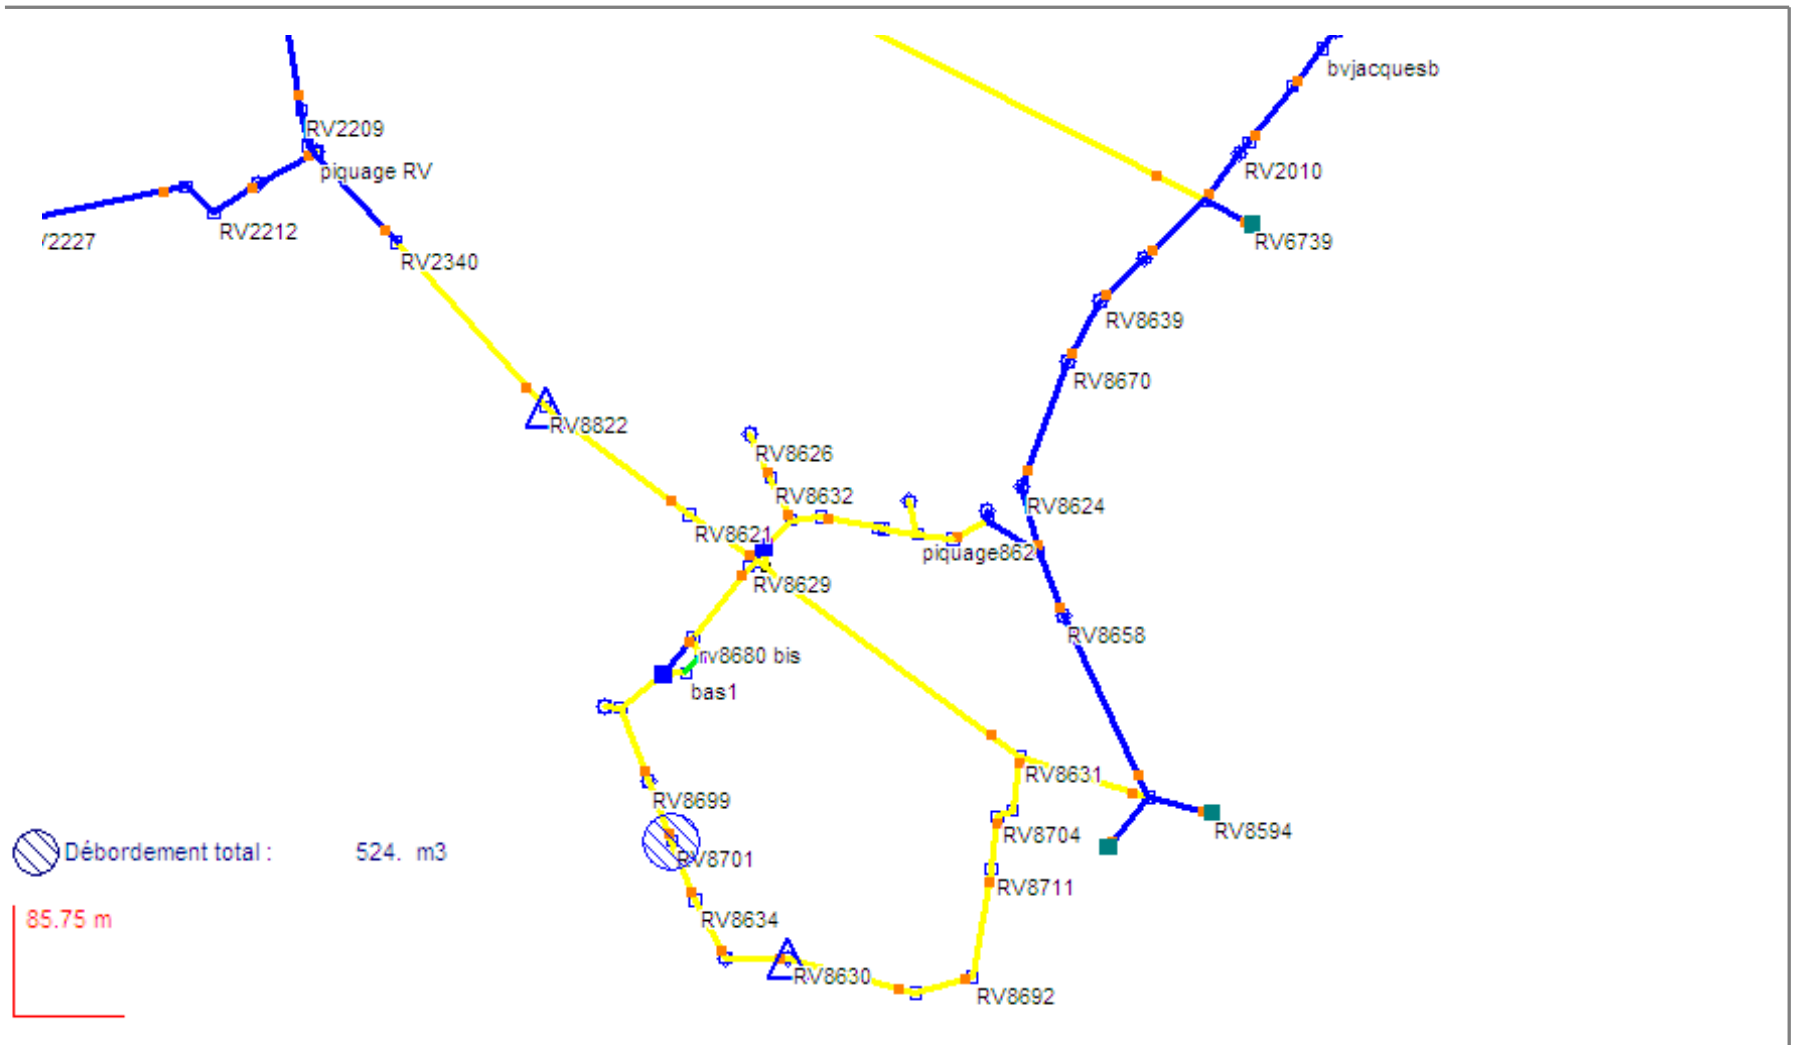 bvjacquesb
RV2209
piquage RV
RV2010
RV2212
/2227
RV6739
RV2340
RV8639
RV8670
RV8822
RV8626
RV8632
RV8624
RV8621
piquage862
RV8629
RV8658
rv8680 bis
bas1
RV8631
RV8699
RV8704
RV8594
Débordement total : 524. m3
RV8701
RV8711
85.75 m
RV8634
RV8630
RV8692